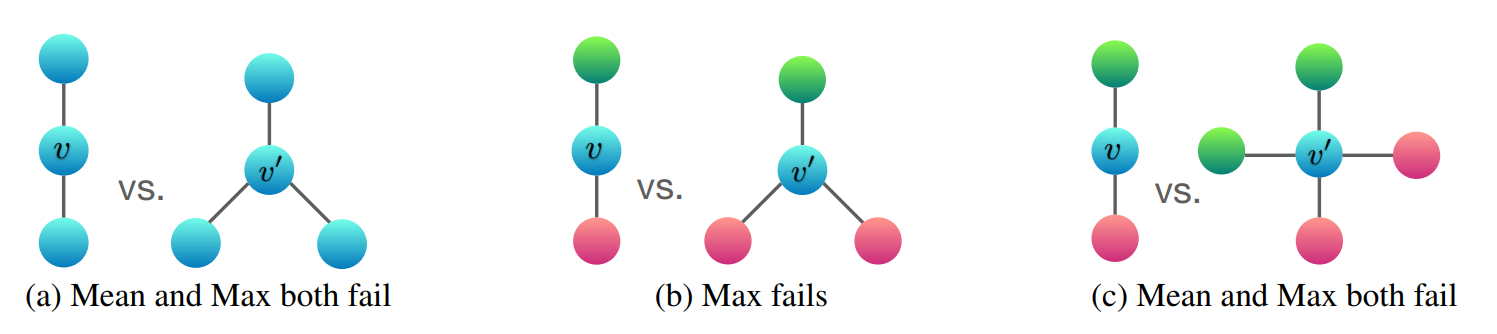 v
vs.
v′
(a) Mean and Max both fail
v
vs.
v′
(b) Max fails
v
vs.
v′
(c) Mean and Max both fail